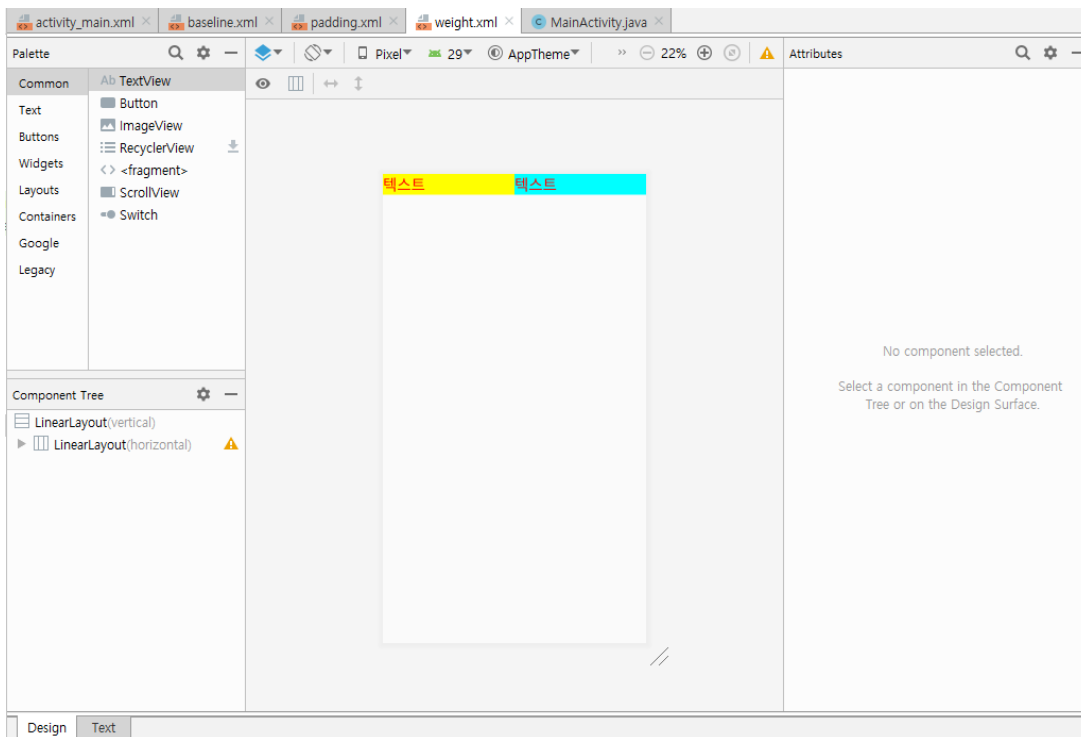 activity_main.xml baseline.xml padding.xml weight.xml MainActivity.java
Palette
Common
Text
Buttons
Widgets
Layouts
Containers
Google
Legacy
Ab TextView
Button
ImageView
RecyclerView
<fragment>
ScrollView
Switch
Component Tree
LinearLayout(vertical)
LinearLayout(horizontal)
Pixel 29 AppTheme » 22%
텍스트 텍스트
Attributes
No component selected.
Select a component in the Component
Tree or on the Design Surface.
Design Text